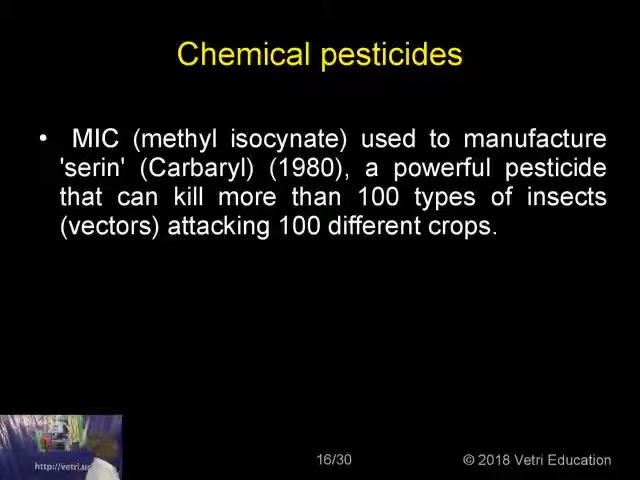 Chemical pesticides
• MIC (methyl isocynate) used to manufacture
'serin' (Carbaryl) (1980), a powerful pesticide
that can kill more than 100 types of insects
(vectors) attacking 100 different crops.
http://vetri.us
16/30
© 2018 Vetri Education